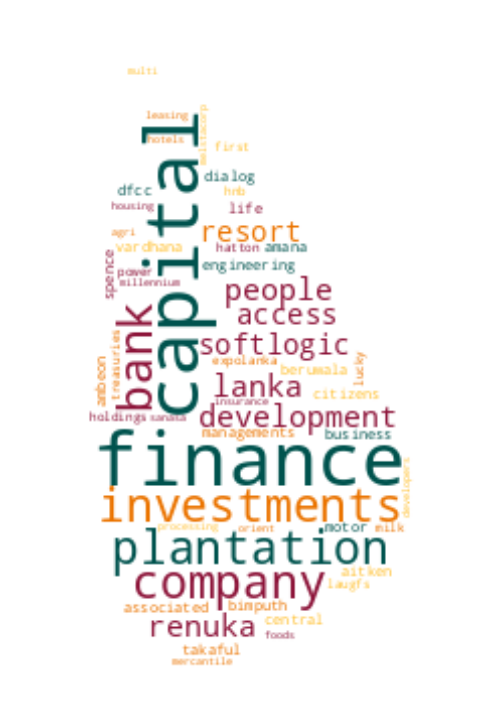 multi
leasing
melstacorp
hotels
capital
first
dialog
dfcc
hnb
housing
life
agri
resort
vardhana
hatton
amana
spence
power
engineering
millennium
people
bank
access
softlogic
treasuries
expolanka
lucky
ambeon
beruwala
lanka
citizens
insurance
holdings
sanasa
development
managements
business
finance
developers
investments
processing
orient
motor
milk
plantation
aitken
company
laugfs
associated
bimputh
central
renuka
foods
takaful
mercantile